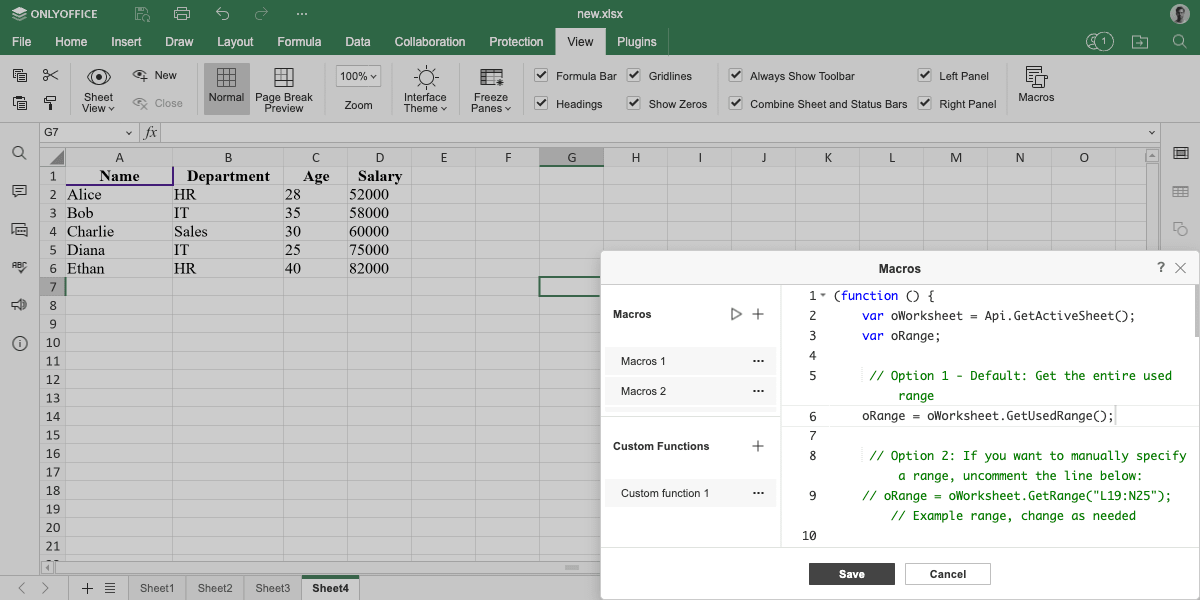 ONLYOFFICE
...
new.xlsx
File Home Insert Draw Layout Formula Data Collaboration Protection View Plugins
1
Sheet View
New
Close
Normal
Page Break Preview
100%
Zoom
Interface Theme
Freeze Panes
Formula Bar
Headings
Gridlines
Show Zeros
Always Show Toolbar
Combine Sheet and Status Bars
Left Panel
Right Panel
Macros
G7 fx
A B C D E F G H I J K L M N O
1 Name Department Age Salary
2 Alice HR 28 52000
3 Bob IT 35 58000
4 Charlie Sales 30 60000
5 Diana IT 25 75000
6 Ethan HR 40 82000
7
8
9
10
11
12
13
14
15
16
17
18
19
20
21
ABC
Macros
?
Macros
Macros 1 ...
Macros 2 ...
Custom Functions
Custom function 1 ...
1 (function () {
2 var oWorksheet = Api.GetActiveSheet();
3 var oRange;
4
5 // Option 1 - Default: Get the entire used
range
6 oRange = oWorksheet.GetUsedRange();
7
8 // Option 2: If you want to manually specify
a range, uncomment the line below:
9 // oRange = oWorksheet.GetRange("L19:N25");
// Example range, change as needed
10
Save Cancel
Sheet1 Sheet2 Sheet3 Sheet4